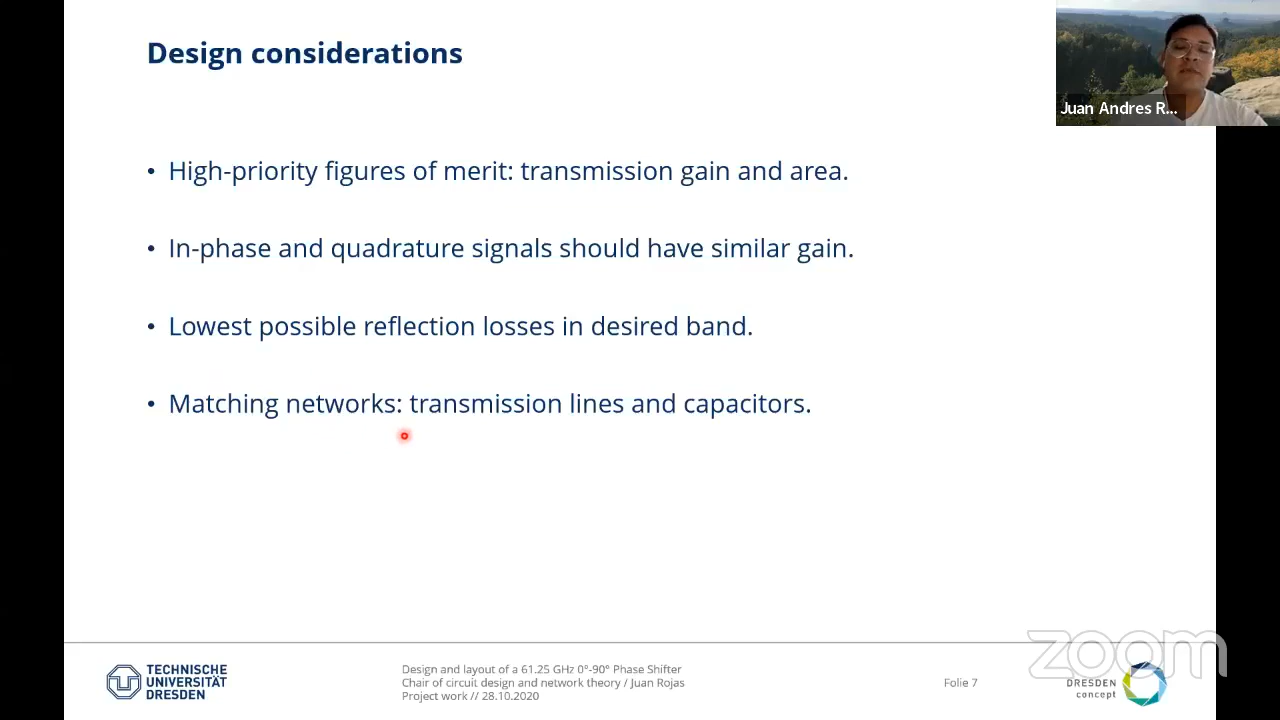 Design considerations
Juan Andres R...
• High-priority figures of merit: transmission gain and area.
• In-phase and quadrature signals should have similar gain.
• Lowest possible reflection losses in desired band.
• Matching networks: transmission lines and capacitors.
zoom
TECHNISCHE
UNIVERSITÄT
DRESDEN
Design and layout of a 61.25 GHz 0°-90° Phase Shifter
Chair of circuit design and network theory / Juan Rojas
Project work // 28.10.2020
Folie 7
DRESDEN
concept